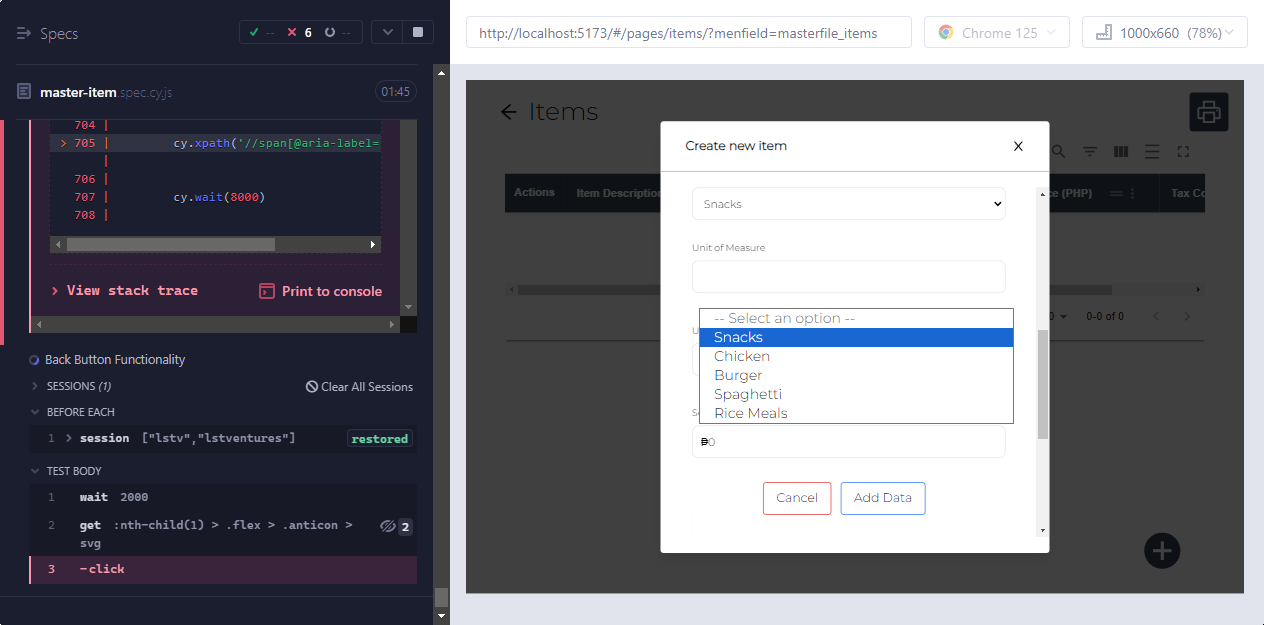 Specs
-- 6 --
master-item.spec.cy.js 01:45
704 |
> 705 | cy.xpath('//span[@aria-label=
|
706 |
707 | cy.wait(8000)
708 |
> View stack trace
Print to console
Back Button Functionality
SESSIONS (1)
Clear All Sessions
BEFORE EACH
1 session ["lstv","lstventures"] restored
TEST BODY
1 wait 2000
2 get :nth-child(1) > .flex > .anticon > svg 2
3 -click
http://localhost:5173/#/pages/items/?menfield=masterfile_items
Chrome 125
1000x660 (78%)
Items
Create new item X
Actions
Item Description
ce (PHP)
Tax Co
Snacks
Unit of Measure
-- Select an option --
Snacks
Chicken
Burger
Spaghetti
Rice Meals
0-0 of 0
₱0
Cancel
Add Data